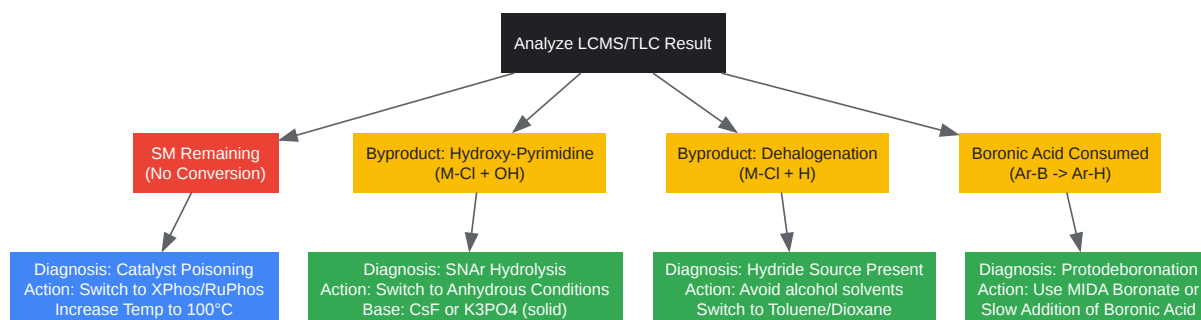 Analyze LCMS/TLC Result
SM Remaining
(No Conversion)
Byproduct: Hydroxy-Pyrimidine
(M-Cl + OH)
Byproduct: Dehalogenation
(M-Cl + H)
Boronic Acid Consumed
(Ar-B -> Ar-H)
Diagnosis: Catalyst Poisoning
Action: Switch to XPhos/RuPhos
Increase Temp to 100°C
Diagnosis: SNAr Hydrolysis
Action: Switch to Anhydrous Conditions
Base: CsF or K3PO4 (solid)
Diagnosis: Hydride Source Present
Action: Avoid alcohol solvents
Switch to Toluene/Dioxane
Diagnosis: Protodeboronation
Action: Use MIDA Boronate or
Slow Addition of Boronic Acid